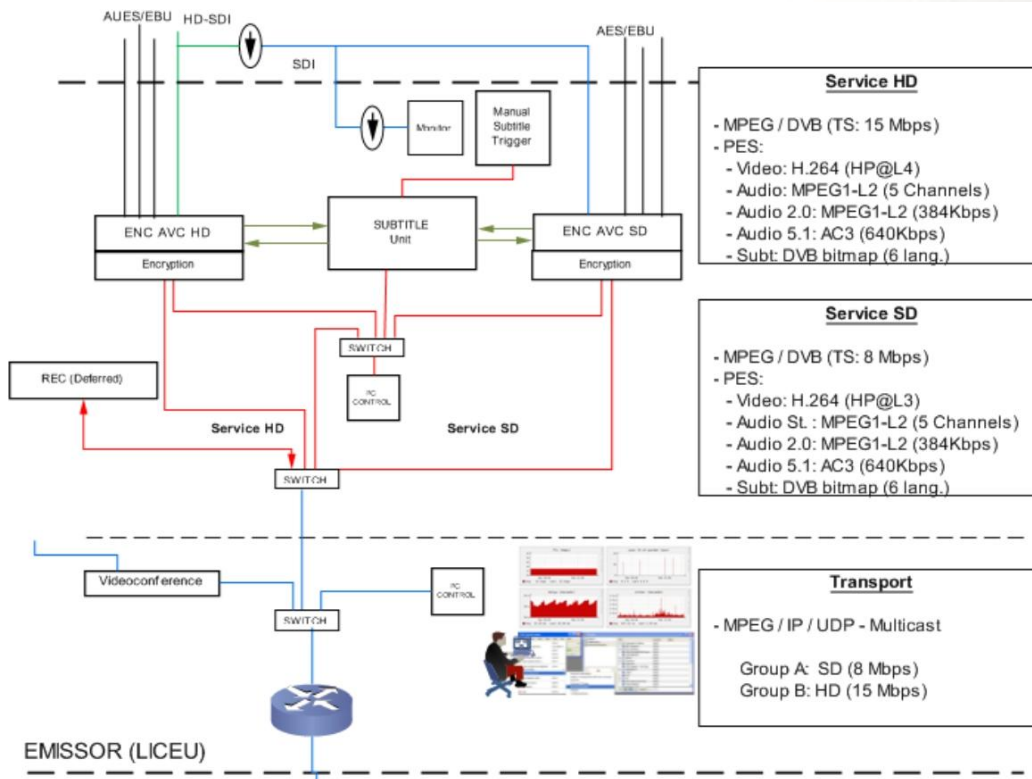 AUES/EBU
HD-SDI
SDI
AES/EBU
Monitor
Manual
Subtitle
Trigger
ENC AVC HD
Encryption
SUBTITLE
Unit
ENC AVC SD
Encryption
SWITCH
PC
CONTROL
REC (Deferred)
Service HD
Service SD
SWITCH
Videoconference
SWITCH
PC
CONTROL
EMISSOR (LICEU)
Service HD
- MPEG / DVB (TS: 15 Mbps)
- PES:
- Video: H.264 (HP@L4)
- Audio: MPEG1-L2 (5 Channels)
- Audio 2.0: MPEG1-L2 (384Kbps)
- Audio 5.1: AC3 (640Kbps)
- Subt: DVB bitmap (6 lang.)
Service SD
- MPEG / DVB (TS: 8 Mbps)
- PES:
- Video: H.264 (HP@L3)
- Audio St. : MPEG1-L2 (5 Channels)
- Audio 2.0: MPEG1-L2 (384Kbps)
- Audio 5.1: AC3 (640Kbps)
- Subt: DVB bitmap (6 lang.)
Transport
- MPEG / IP / UDP - Multicast
Group A: SD (8 Mbps)
Group B: HD (15 Mbps)